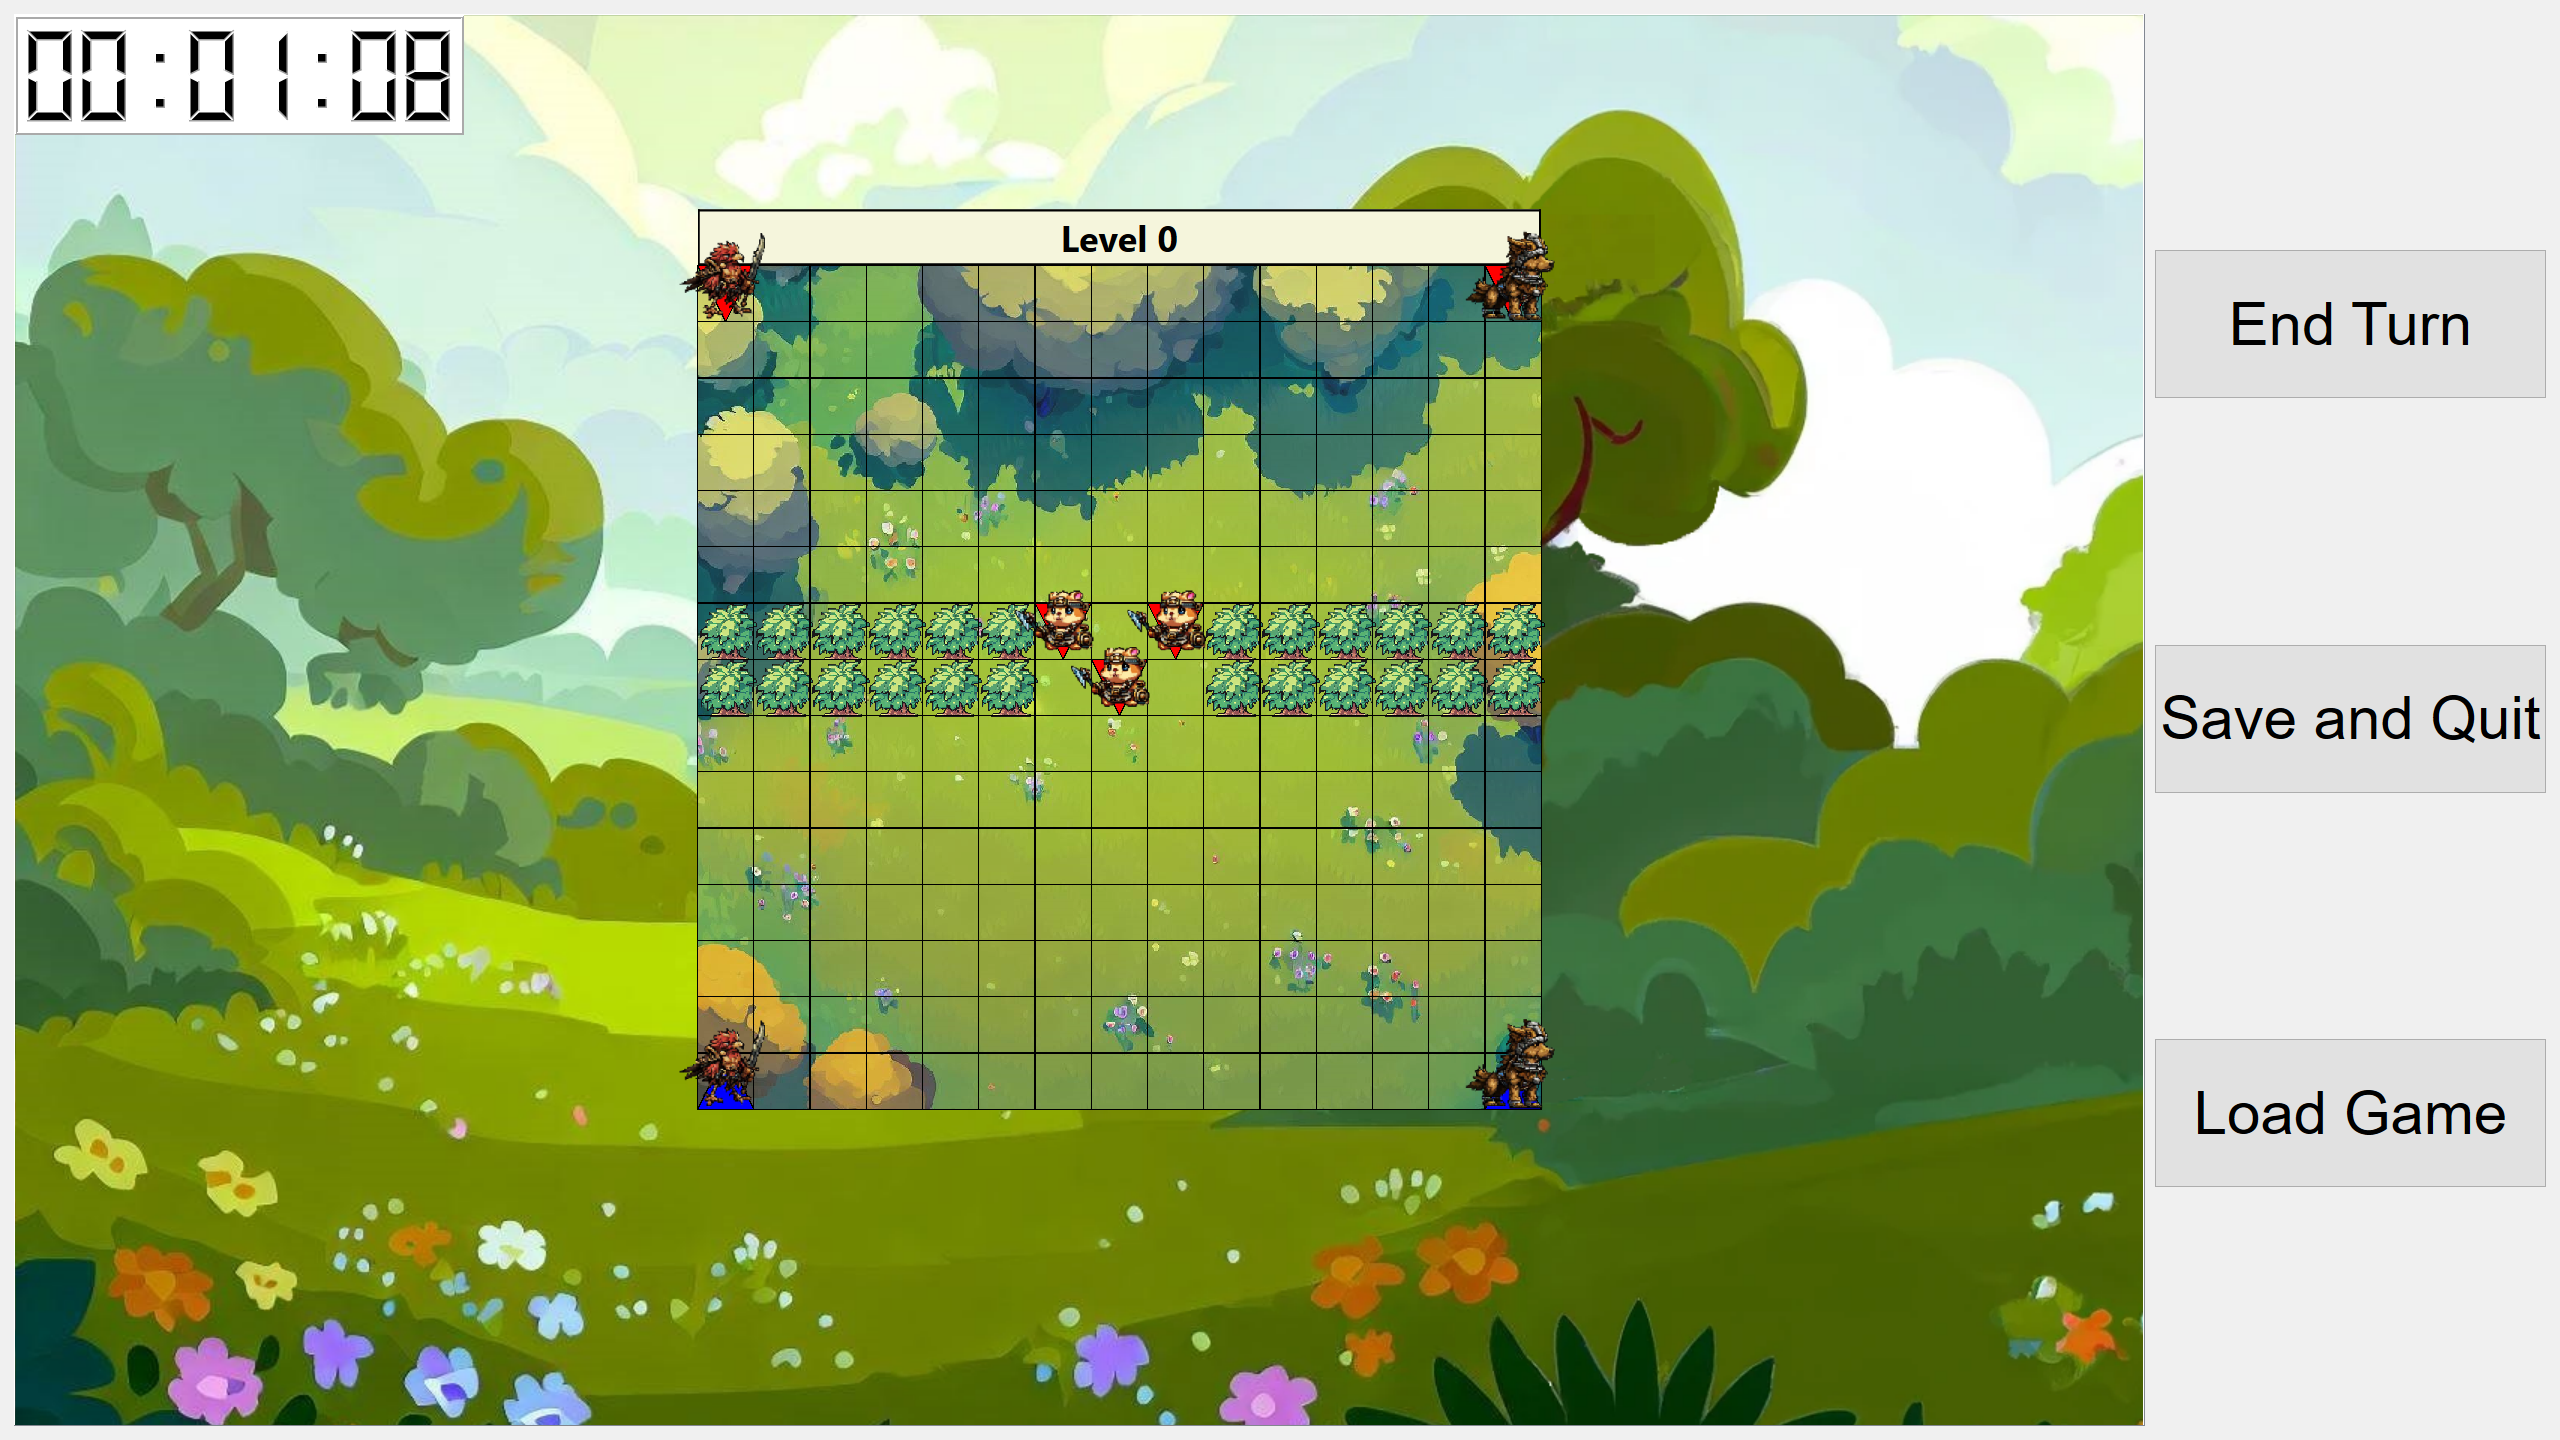 00:01:08
Level 0
End Turn
Save and Quit
Load Game